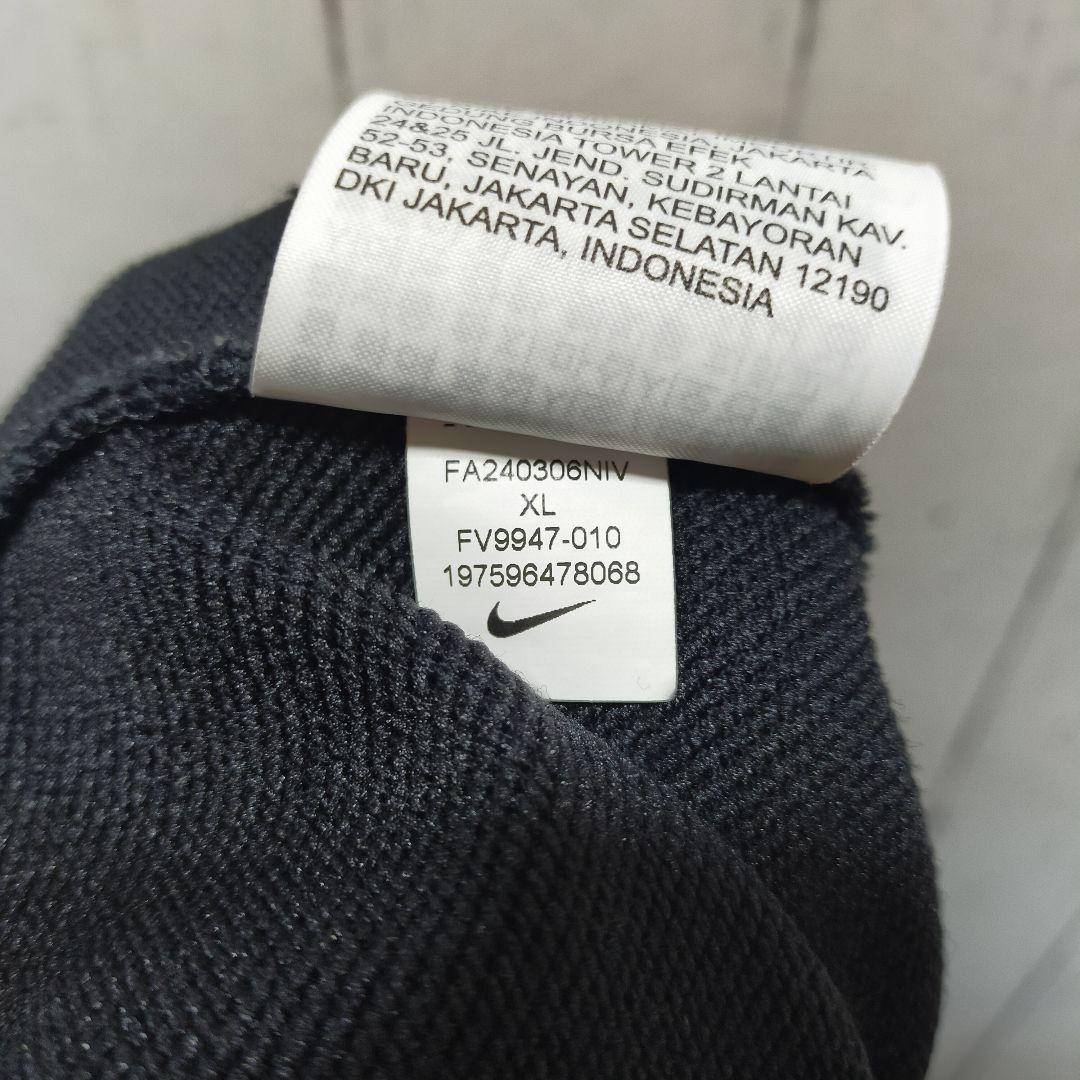 INDONESIA, JAKARTA
GEDUNG BURSA EFEK
INDONESIA TOWER 2 LANTAI
24&25 JL. JEND. SUDIRMAN KAV.
52-53, SENAYAN, KEBAYORAN
BARU, JAKARTA SELATAN 12190
DKI JAKARTA, INDONESIA
FA240306NIV
XL
FV9947-010
197596478068